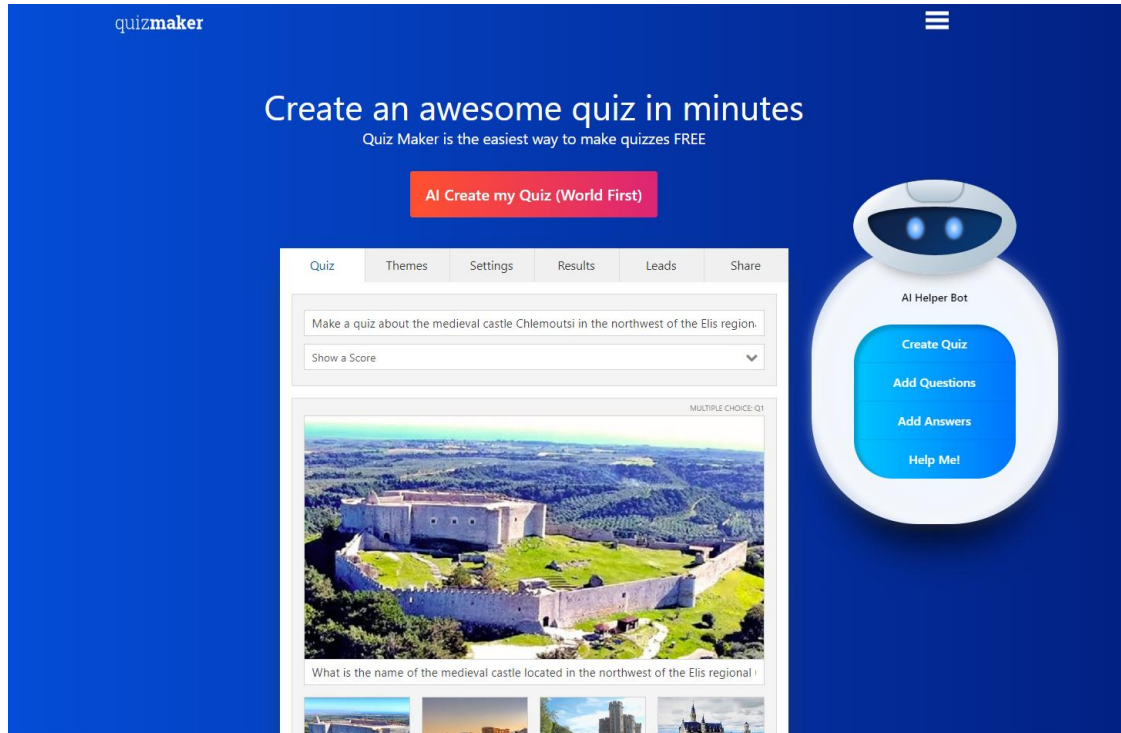 quizmaker
Create an awesome quiz in minutes
Quiz Maker is the easiest way to make quizzes FREE
AI Create my Quiz (World First)
Quiz Themes Settings Results Leads Share
Make a quiz about the medieval castle Chlemoutsi in the northwest of the Elis region
Show a Score
MULTIPLE CHOICE: Q1
What is the name of the medieval castle located in the northwest of the Elis regional
AI Helper Bot
Create Quiz
Add Questions
Add Answers
Help Me!